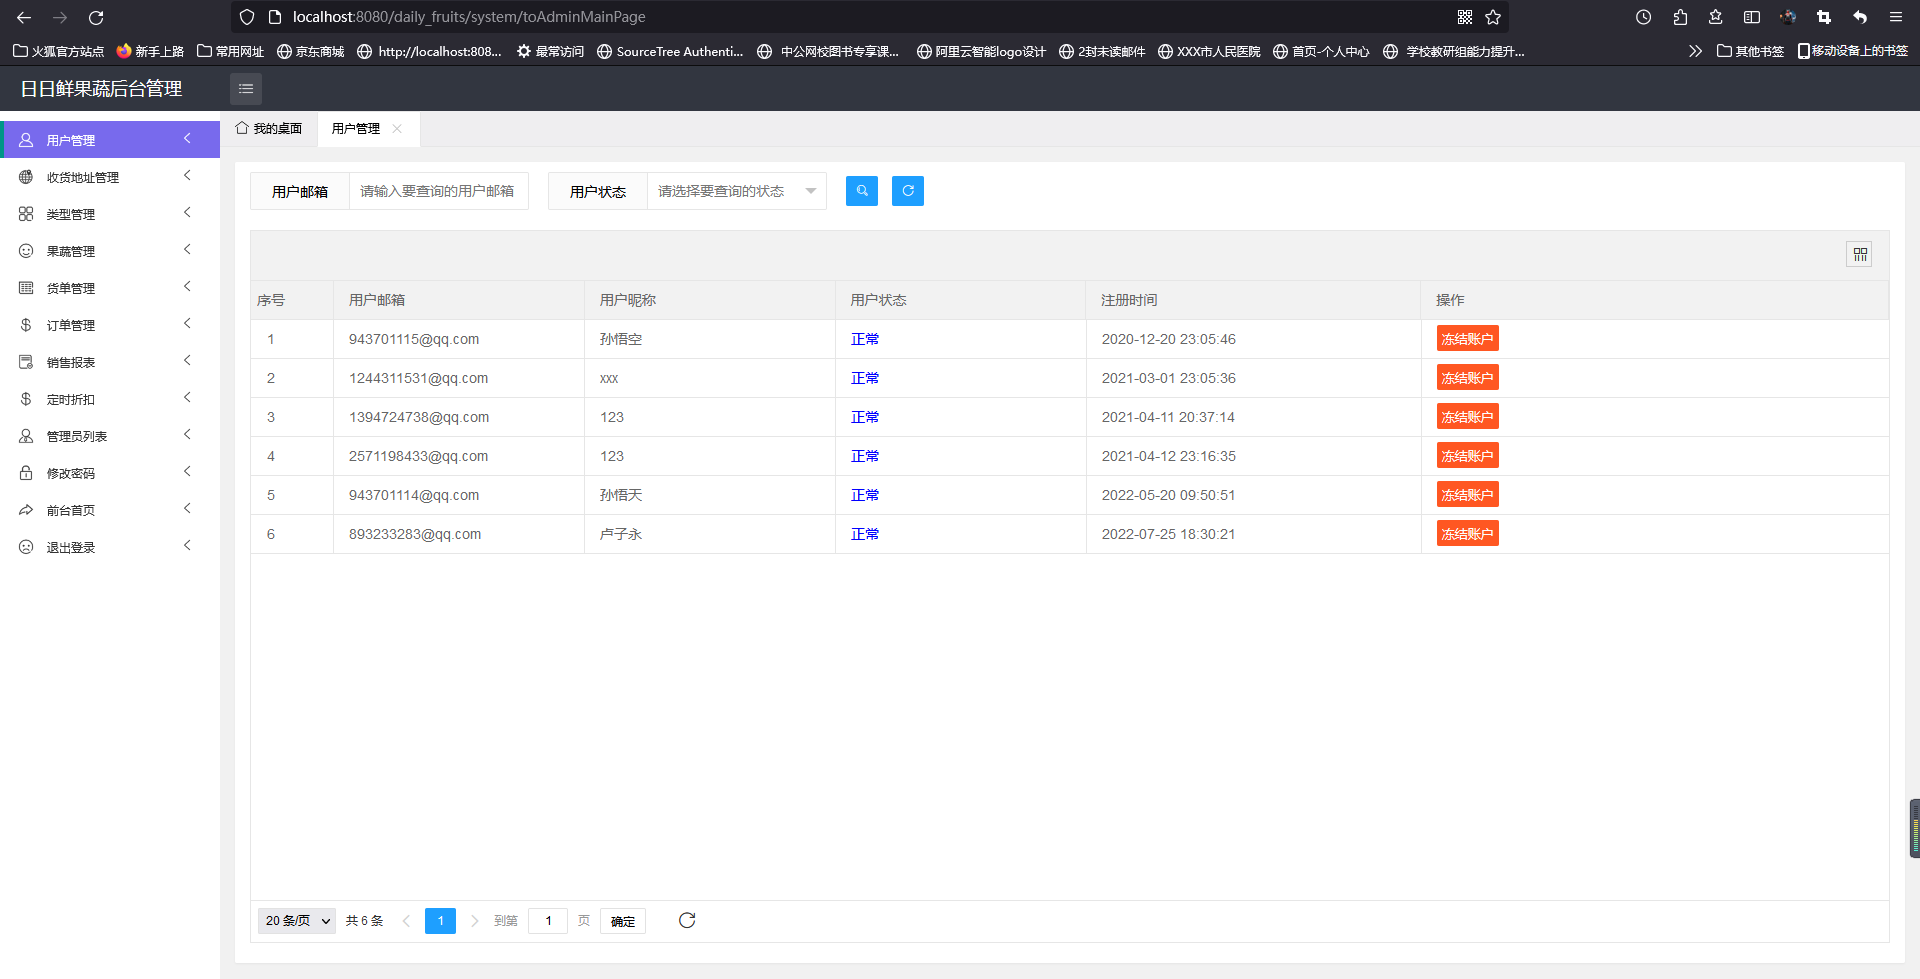 localhost:8080/daily_fruits/system/toAdminMainPage
火狐官方站点 新手上路 常用网址 京东商城 http://localhost:808... 最常访问 SourceTree Authenti... 中公网校图书专享课... 阿里云智能logo设计 2封未读邮件 XXX市人民医院 首页-个人中心 学校教研组能力提升... 其他书签 移动设备上的书签
日日鲜果蔬后台管理
我的桌面 用户管理
用户管理
收货地址管理
类型管理
果蔬管理
货单管理
订单管理
销售报表
定时折扣
管理员列表
修改密码
前台首页
退出登录
用户邮箱 请输入要查询的用户邮箱 用户状态 请选择要查询的状态
序号 用户邮箱 用户昵称 用户状态 注册时间 操作
1 943701115@qq.com 孙悟空 正常 2020-12-20 23:05:46 冻结账户
2 1244311531@qq.com xxx 正常 2021-03-01 23:05:36 冻结账户
3 1394724738@qq.com 123 正常 2021-04-11 20:37:14 冻结账户
4 2571198433@qq.com 123 正常 2021-04-12 23:16:35 冻结账户
5 943701114@qq.com 孙悟天 正常 2022-05-20 09:50:51 冻结账户
6 893233283@qq.com 卢子永 正常 2022-07-25 18:30:21 冻结账户
20 条/页 共 6 条 1 到第 1 页 确定